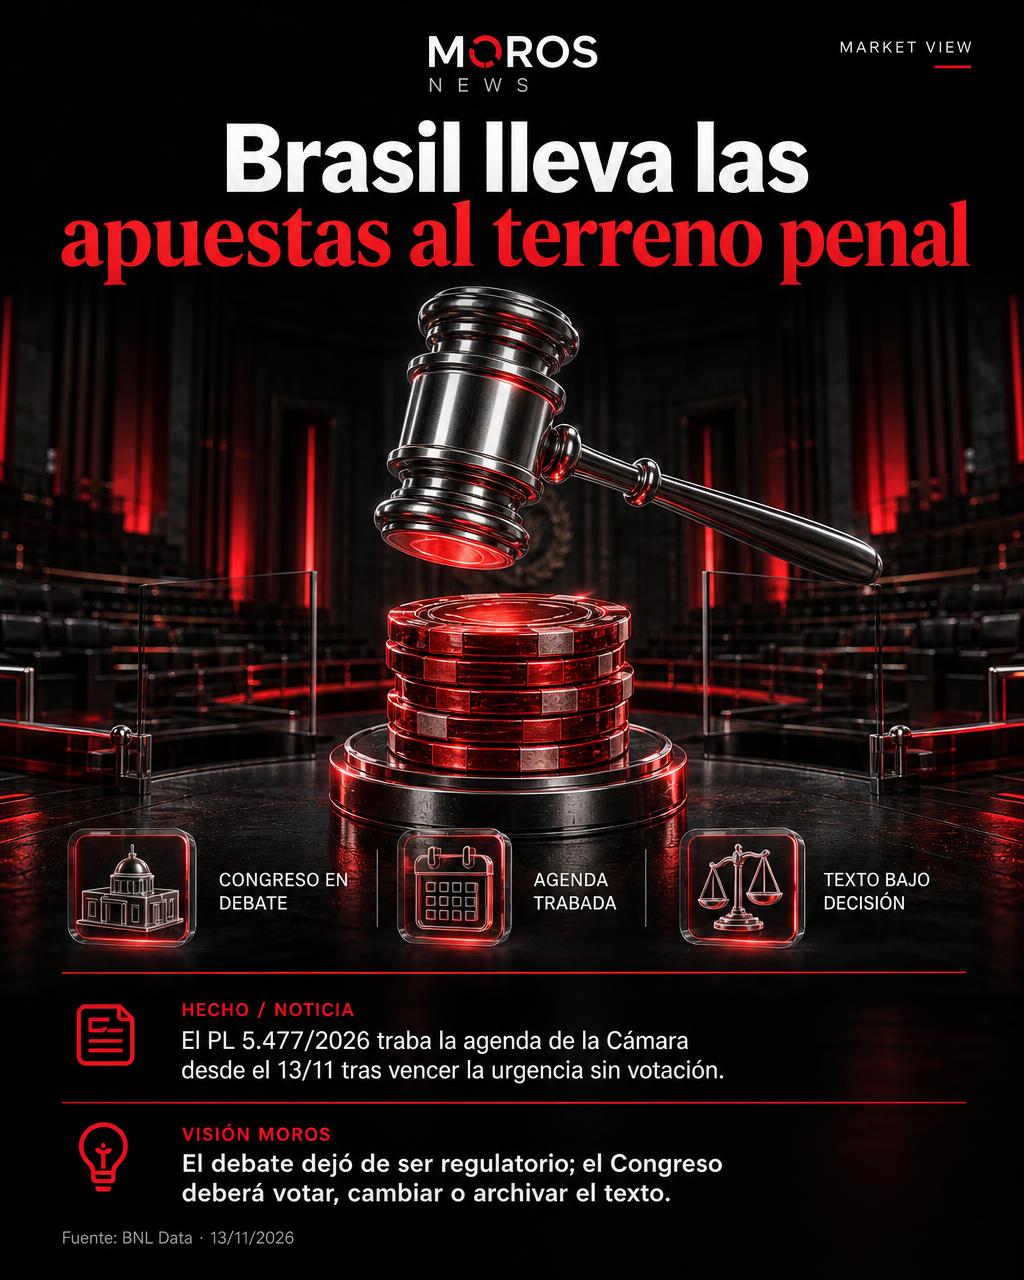 MOROS
NEWS
MARKET VIEW
Brasil lleva las
apuestas al terreno penal
CONGRESO EN
DEBATE
AGENDA
TRABADA
TEXTO BAJO
DECISIÓN
HECHO / NOTICIA
El PL 5.477/2026 traba la agenda de la Cámara
desde el 13/11 tras vencer la urgencia sin votación.
VISIÓN MOROS
El debate dejó de ser regulatorio; el Congreso
deberá votar, cambiar o archivar el texto.
Fuente: BNL Data · 13/11/2026